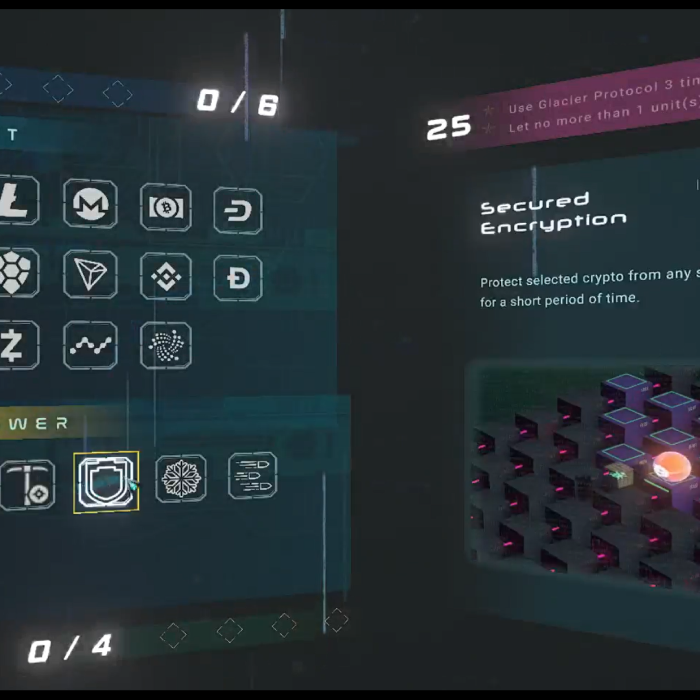 0 / 6
T
25
Use Glacier Protocol 3
Let no more than 1 unit(s)
Secured
Encryption
Protect selected crypto from any
for a short period of time.
WER
0 / 4